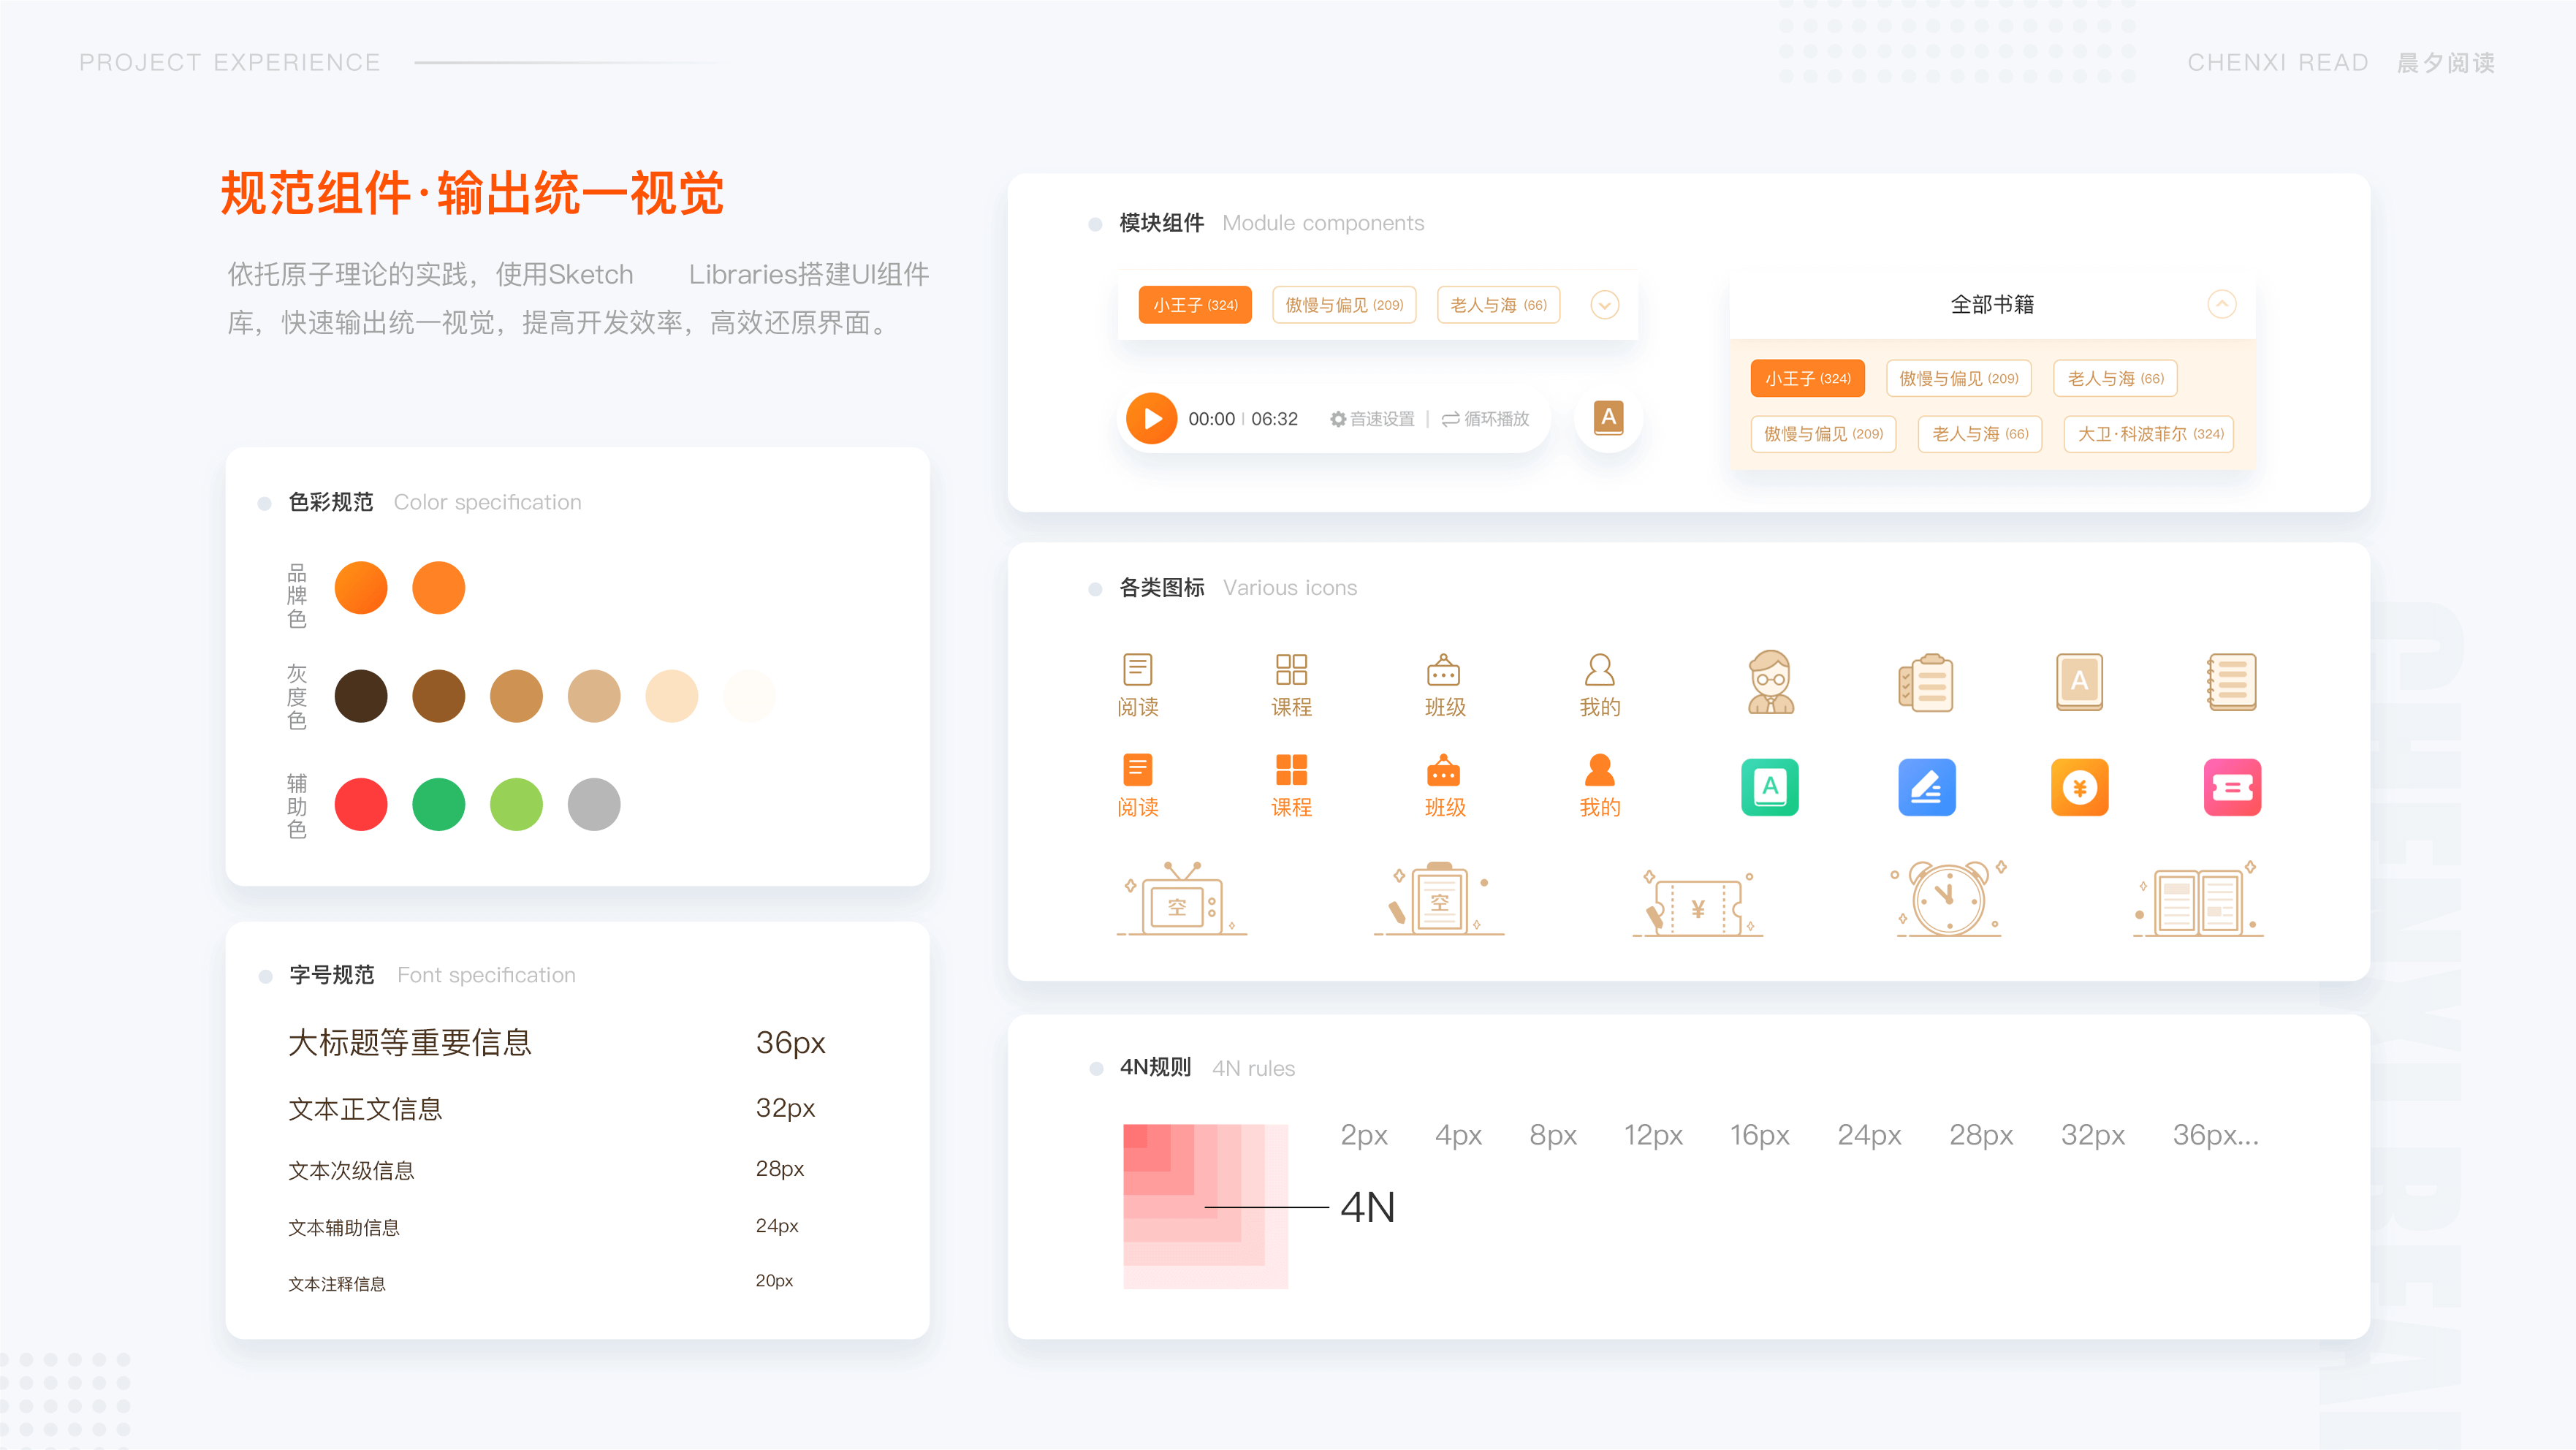 PROJECT EXPERIENCE
CHENXI READ 晨夕阅读
规范组件·输出统一视觉
依托原子理论的实践，使用Sketch Libraries搭建UI组件
库，快速输出统一视觉，提高开发效率，高效还原界面。
色彩规范 Color specification
品牌色
灰度色
辅助色
字号规范 Font specification
大标题等重要信息 36px
文本正文信息 32px
文本次级信息 28px
文本辅助信息 24px
文本注释信息 20px
模块组件 Module components
小王子 (324) 傲慢与偏见 (209) 老人与海 (66)
00:00 | 06:32 音速设置 | 循环播放 A
全部书籍
小王子 (324) 傲慢与偏见 (209) 老人与海 (66)
傲慢与偏见 (209) 老人与海 (66) 大卫·科波菲尔 (324)
各类图标 Various icons
阅读 课程 班级 我的 A
阅读 课程 班级 我的 A ¥
空 空 ¥
4N规则 4N rules
2px 4px 8px 12px 16px 24px 28px 32px 36px...
4N
CHENXI REA